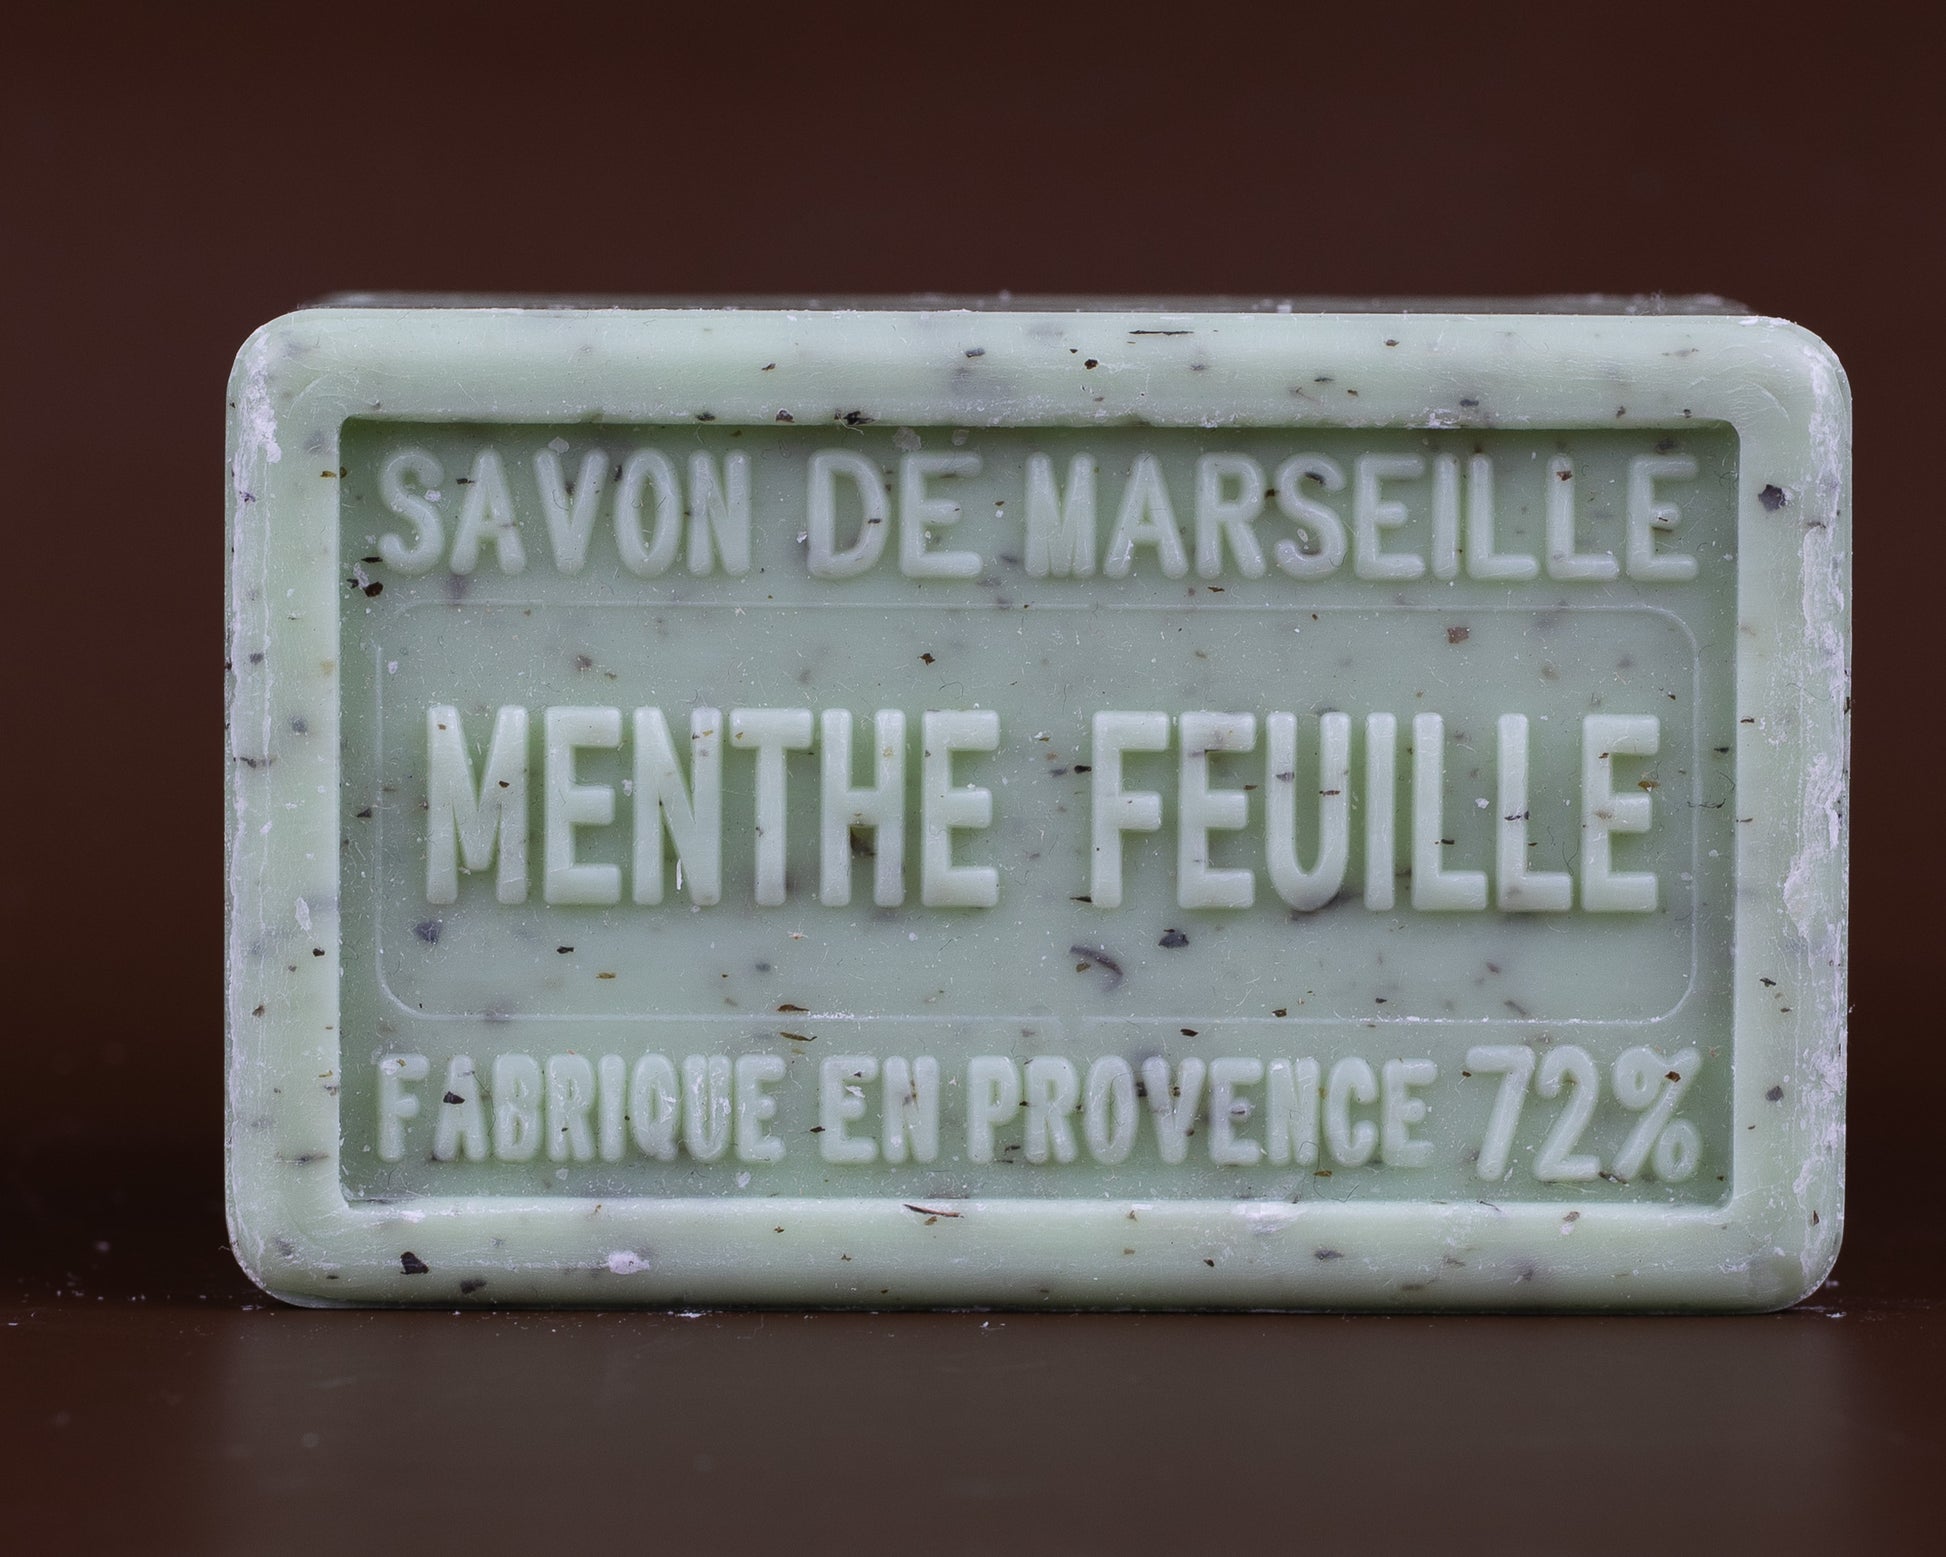 SAVON DE MARSEILLE
MENTHE FEUILLE
FABRIQUE EN PROVENCE 72%